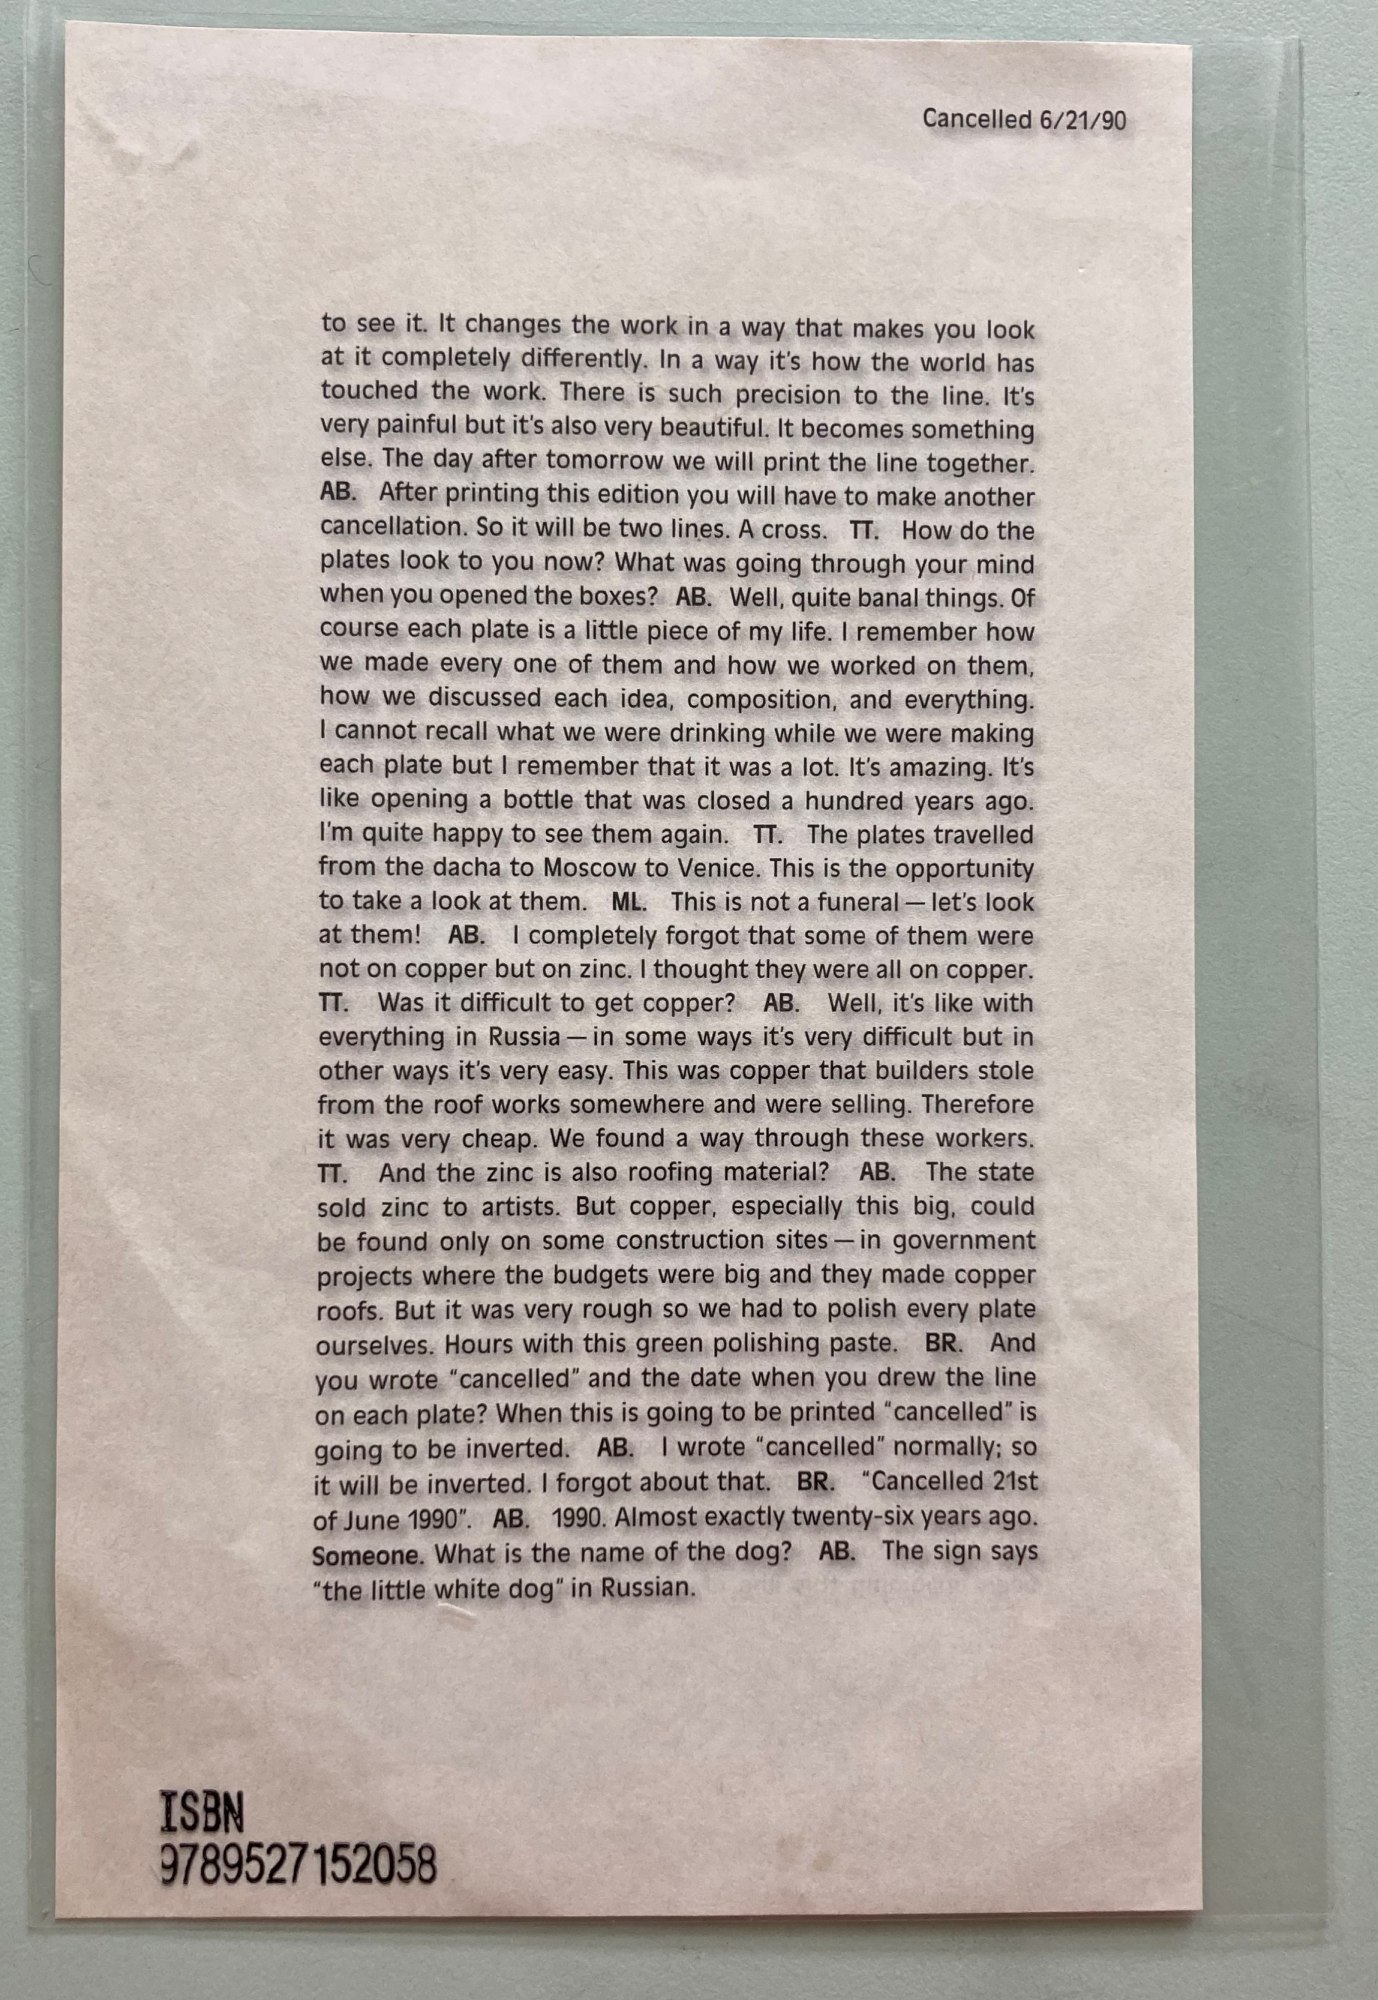 Cancelled 6/21/90
to see it. It changes the work in a way that makes you look
at it completely differently. In a way it's how the world has
touched the work. There is such precision to the line. It's
very painful but it's also very beautiful. It becomes something
else. The day after tomorrow we will print the line together.
AB. After printing this edition you will have to make another
cancellation. So it will be two lines. A cross. TT. How do the
plates look to you now? What was going through your mind
when you opened the boxes? AB. Well, quite banal things. Of
course each plate is a little piece of my life. I remember how
we made every one of them and how we worked on them,
how we discussed each idea, composition, and everything.
I cannot recall what we were drinking while we were making
each plate but I remember that it was a lot. It's amazing. It's
like opening a bottle that was closed a hundred years ago.
I'm quite happy to see them again. TT. The plates travelled
from the dacha to Moscow to Venice. This is the opportunity
to take a look at them. ML. This is not a funeral — let's look
at them! AB. I completely forgot that some of them were
not on copper but on zinc. I thought they were all on copper.
TT. Was it difficult to get copper? AB. Well, it's like with
everything in Russia — in some ways it's very difficult but in
other ways it's very easy. This was copper that builders stole
from the roof works somewhere and were selling. Therefore
it was very cheap. We found a way through these workers.
TT. And the zinc is also roofing material? AB. The state
sold zinc to artists. But copper, especially this big, could
be found only on some construction sites — in government
projects where the budgets were big and they made copper
roofs. But it was very rough so we had to polish every plate
ourselves. Hours with this green polishing paste. BR. And
you wrote “cancelled” and the date when you drew the line
on each plate? When this is going to be printed “cancelled” is
going to be inverted. AB. I wrote “cancelled” normally; so
it will be inverted. I forgot about that. BR. “Cancelled 21st
of June 1990”. AB. 1990. Almost exactly twenty-six years ago.
Someone. What is the name of the dog? AB. The sign says
“the little white dog” in Russian.
ISBN
9789527152058